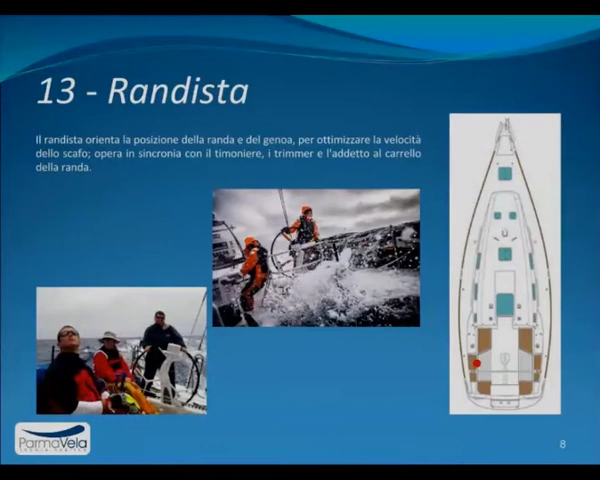 13 - Randista
Il randista orienta la posizione della randa e del genoa, per ottimizzare la velocità
dello scafo; opera in sincronia con il timoniere, i trimmer e l'addetto al carrello
della randa.
ParmaVela
8